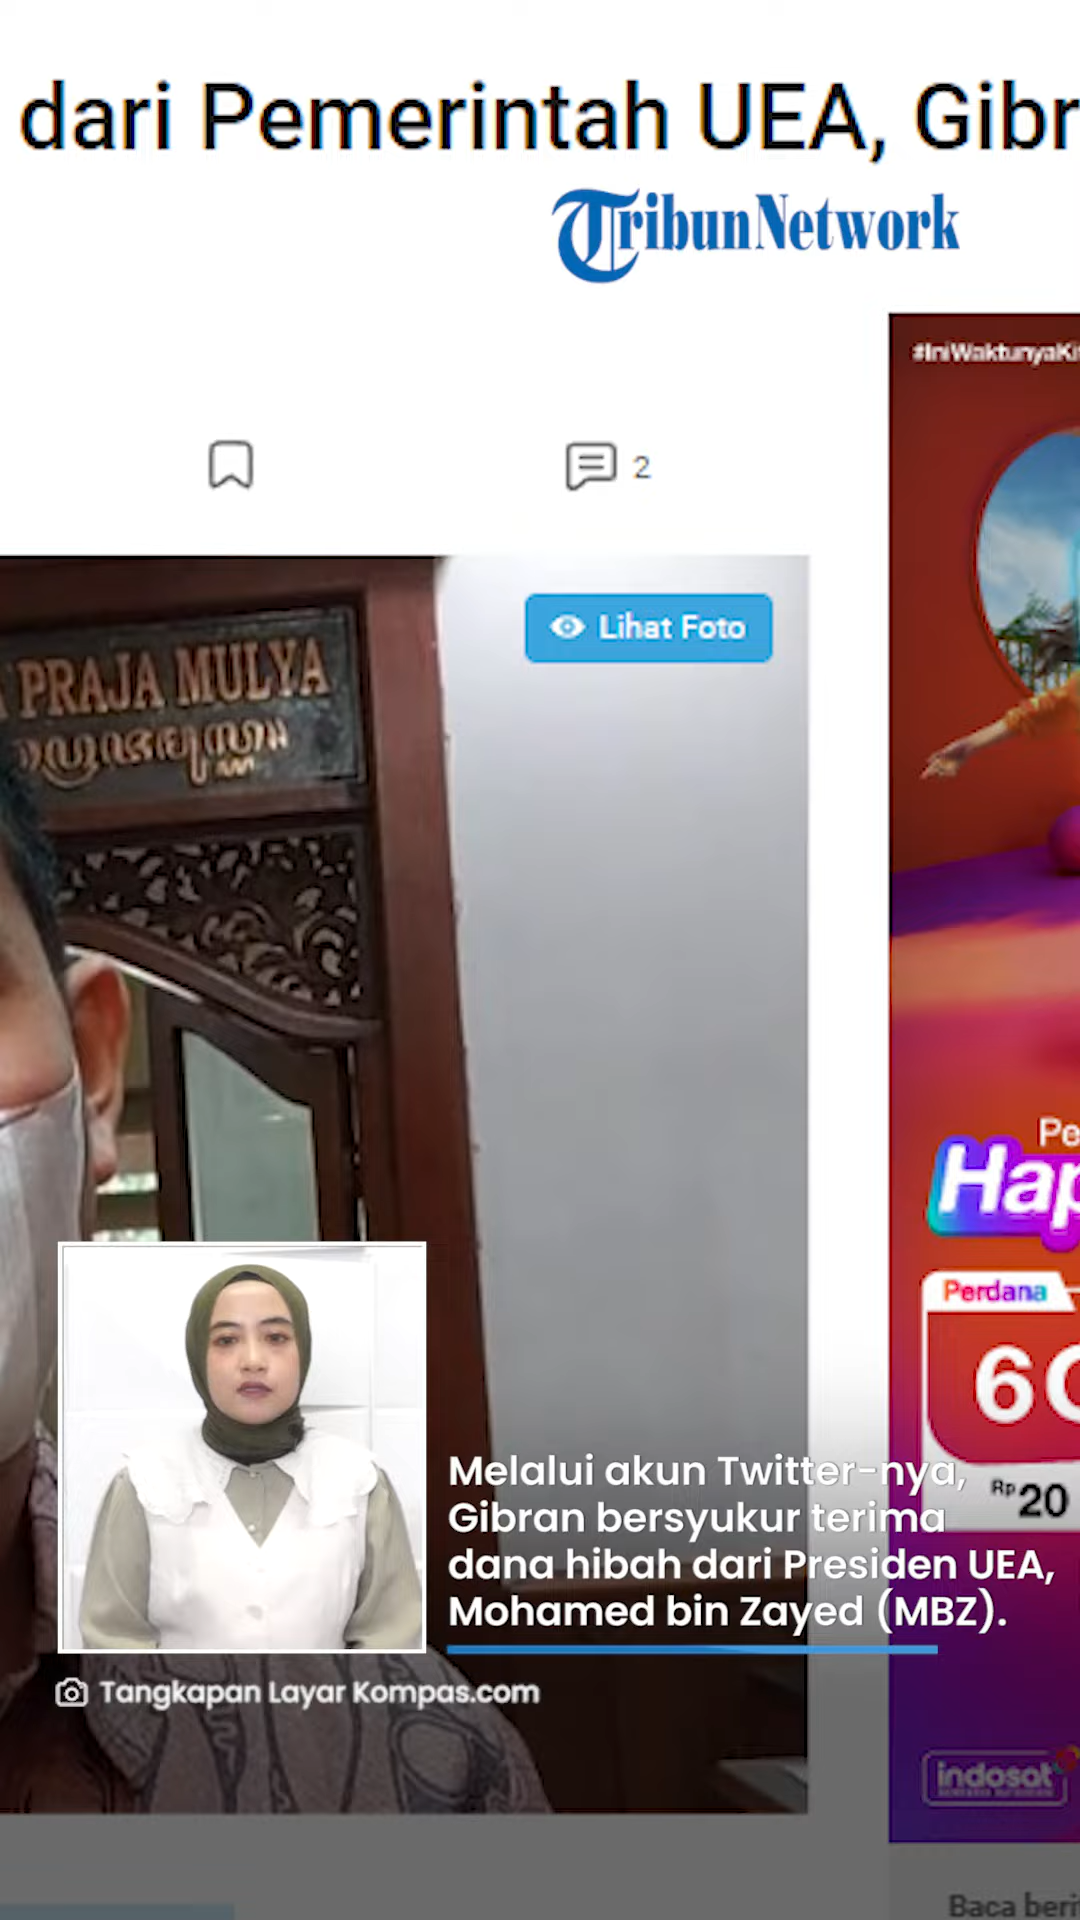 dari Pemerintah UEA, Gibr
TribunNetwork
#IniWaktunyaKi
2
Lihat Foto
PRAJA MULYA
Pe
Hap
Perdana
6
Rp 20
Melalui akun Twitter-nya,
Gibran bersyukur terima
dana hibah dari Presiden UEA,
Mohamed bin Zayed (MBZ).
Tangkapan Layar Kompas.com
indosat
Baca beri